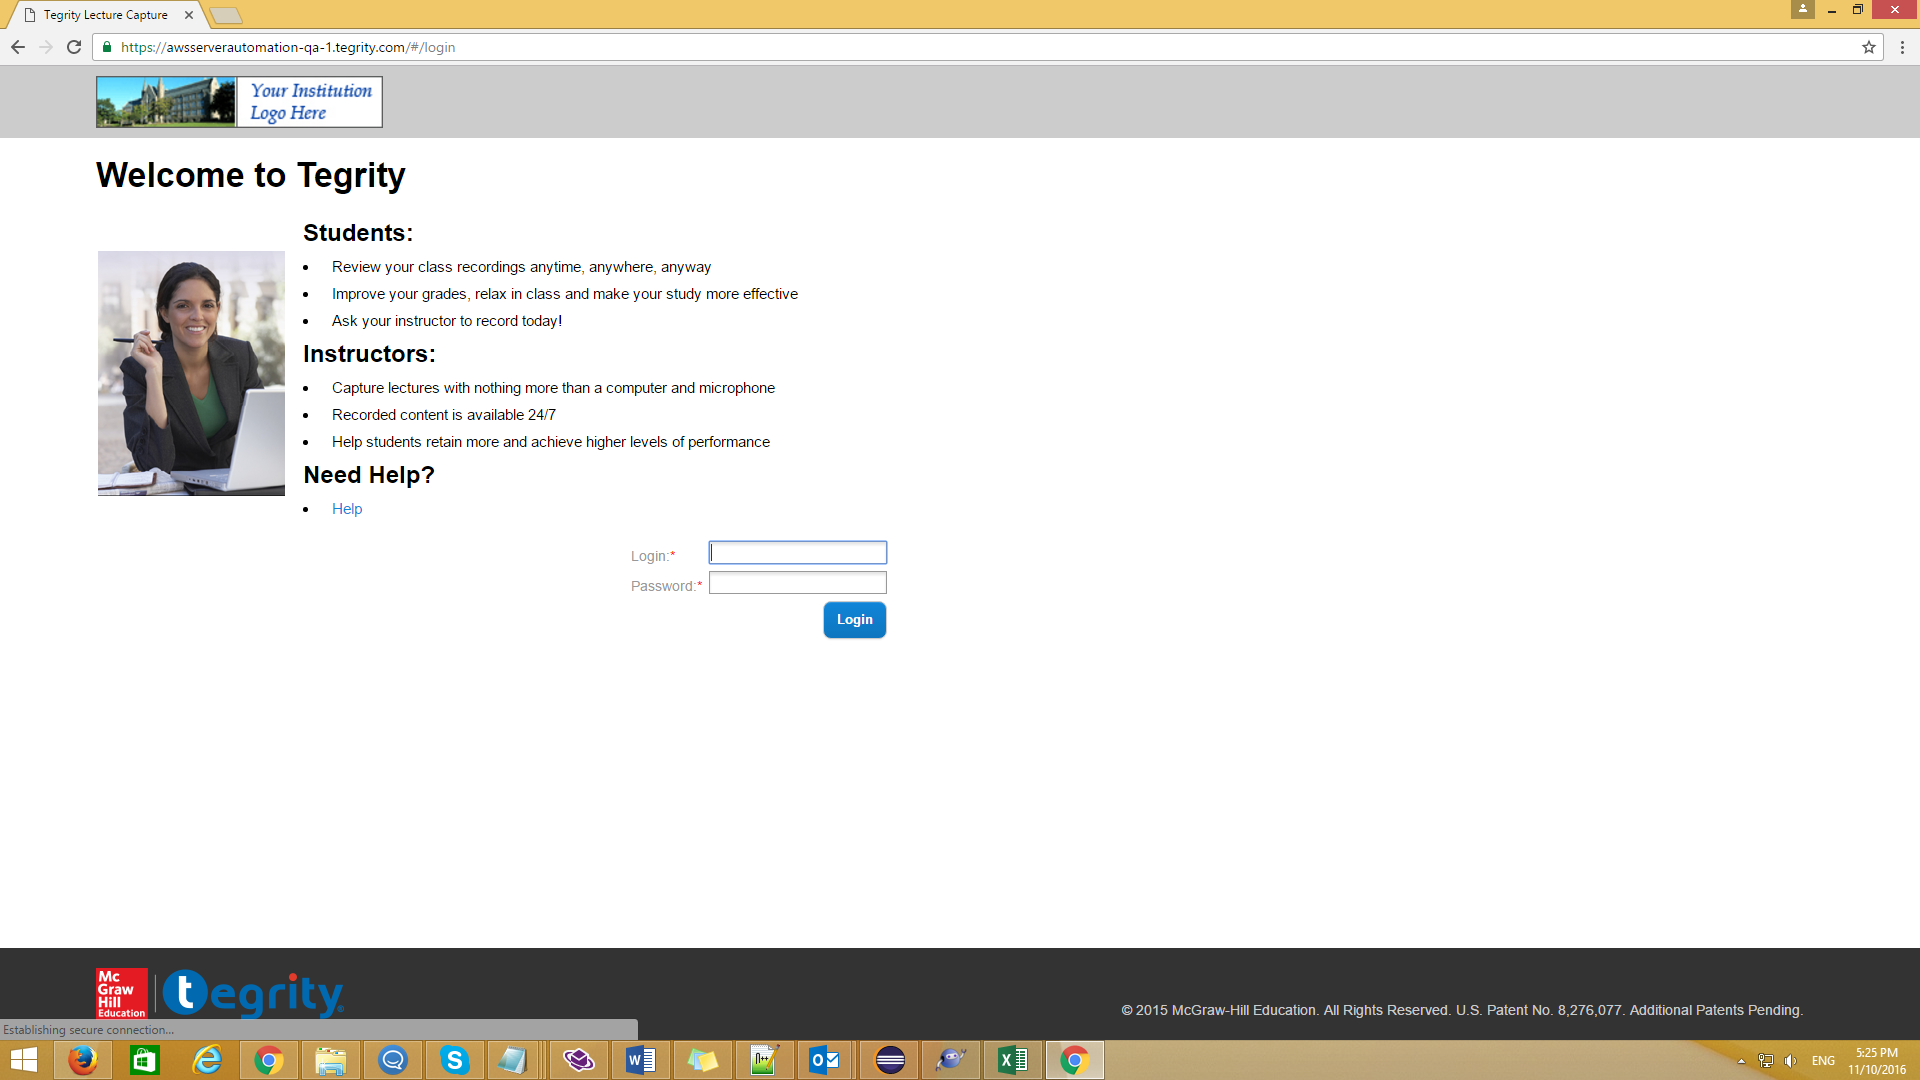 Tegrity Lecture Capture
https://awsserverautomation-qa-1.tegrity.com/#/login
Your Institution
Logo Here
Welcome to Tegrity
Students:
Review your class recordings anytime, anywhere, anyway
Improve your grades, relax in class and make your study more effective
Ask your instructor to record today!
Instructors:
Capture lectures with nothing more than a computer and microphone
Recorded content is available 24/7
Help students retain more and achieve higher levels of performance
Need Help?
Help
Login:*
Password:*
Login
Mc
Graw
Hill
Education
tegrity
© 2015 McGraw-Hill Education. All Rights Reserved. U.S. Patent No. 8,276,077. Additional Patents Pending.
Establishing secure connection...
ENG
5:25 PM
11/10/2016